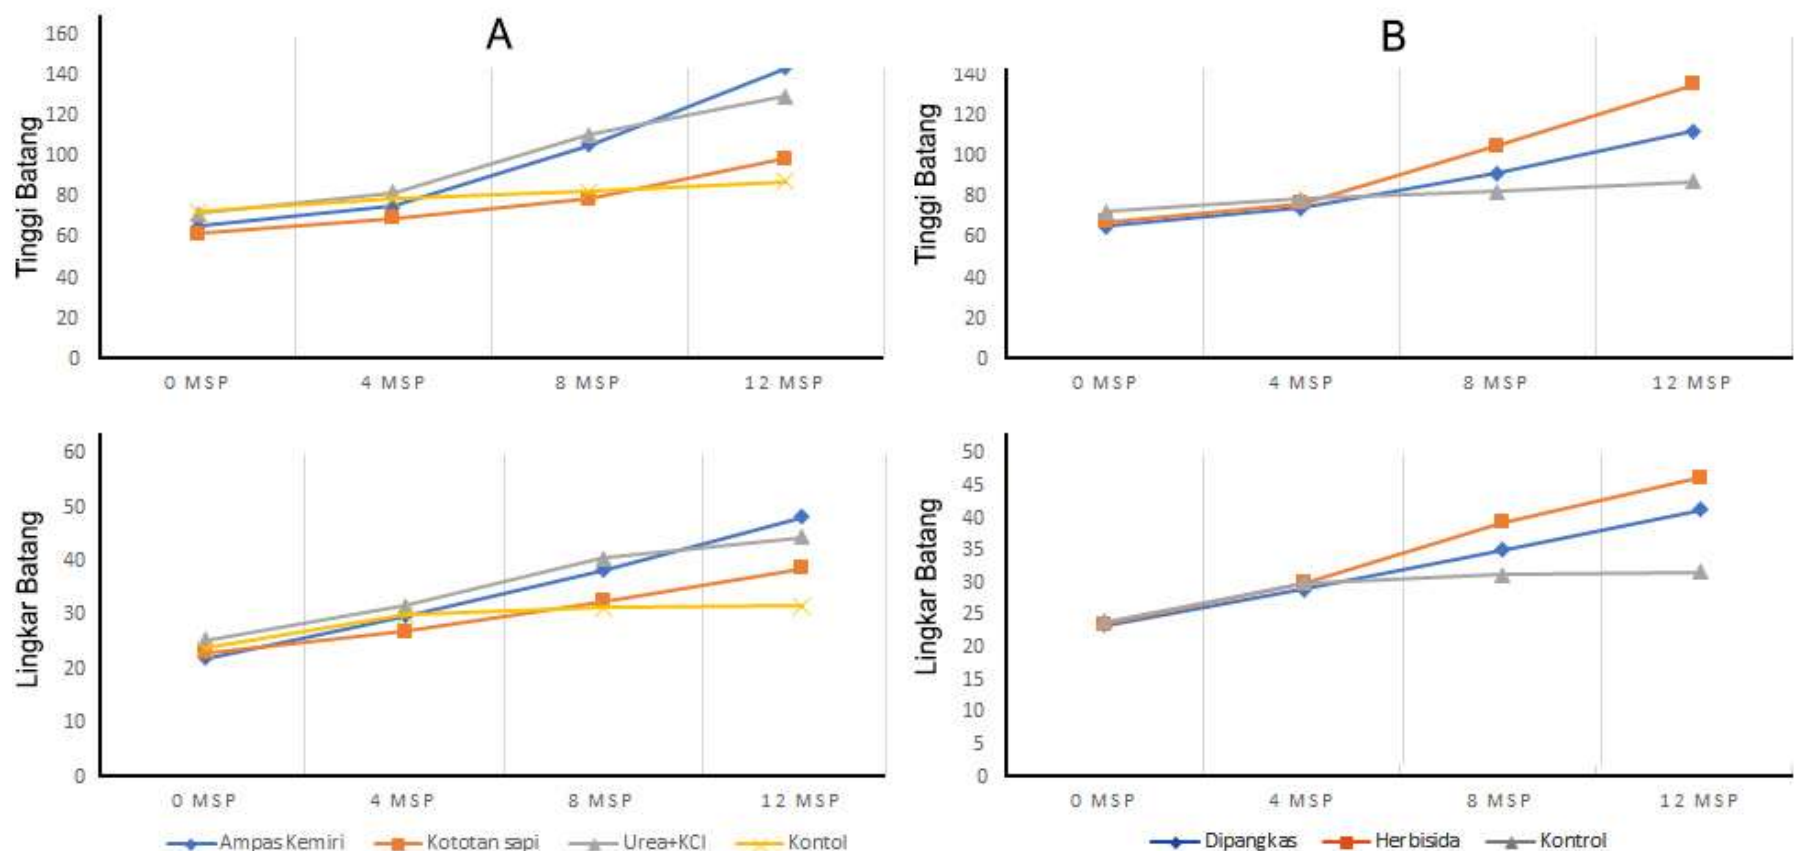 A
160
140
120
100
80
60
40
20
0
Tinggi Batang
0 MSP 4 MSP 8 MSP 12 MSP
B
140
120
100
80
60
40
20
0
Tinggi Batang
0 MSP 4 MSP 8 MSP 12 MSP
60
50
40
30
20
10
0
Lingkar Batang
0 MSP 4 MSP 8 MSP 12 MSP
Ampas Kemiri Kototan sapi Urea+KCl Kontol
50
45
40
35
30
25
20
15
10
5
0
Lingkar Batang
0 MSP 4 MSP 8 MSP 12 MSP
Dipangkas Herbisida Kontrol